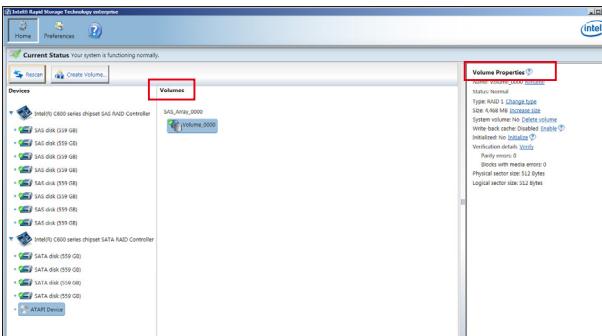 Intel® Rapid Storage Technology enterprise
Home
Preferences
intel
Current Status Your system is functioning normally.
Rescan
Create Volume...
Devices
Intel(R) C600 series chipset SAS RAID Controller
SAS disk (559 GB)
SAS disk (559 GB)
SAS disk (559 GB)
SAS disk (559 GB)
SAS disk (559 GB)
SAS disk (559 GB)
SAS disk (559 GB)
SAS disk (559 GB)
Intel(R) C600 series chipset SATA RAID Controller
SATA disk (559 GB)
SATA disk (559 GB)
SATA disk (559 GB)
SATA disk (559 GB)
ATAPI Device
Volumes
SAS_Array_0000
Volume_0000
Volume Properties
Name: Volume_0000 Rename
Status: Normal
Type: RAID 1 Change type
Size: 4,468 MB Increase size
System volume: No Delete volume
Write-back cache: Disabled Enable
Initialized: No Initialize
Verification details Verify
Parity errors: 0
Blocks with media errors: 0
Physical sector size: 512 Bytes
Logical sector size: 512 Bytes